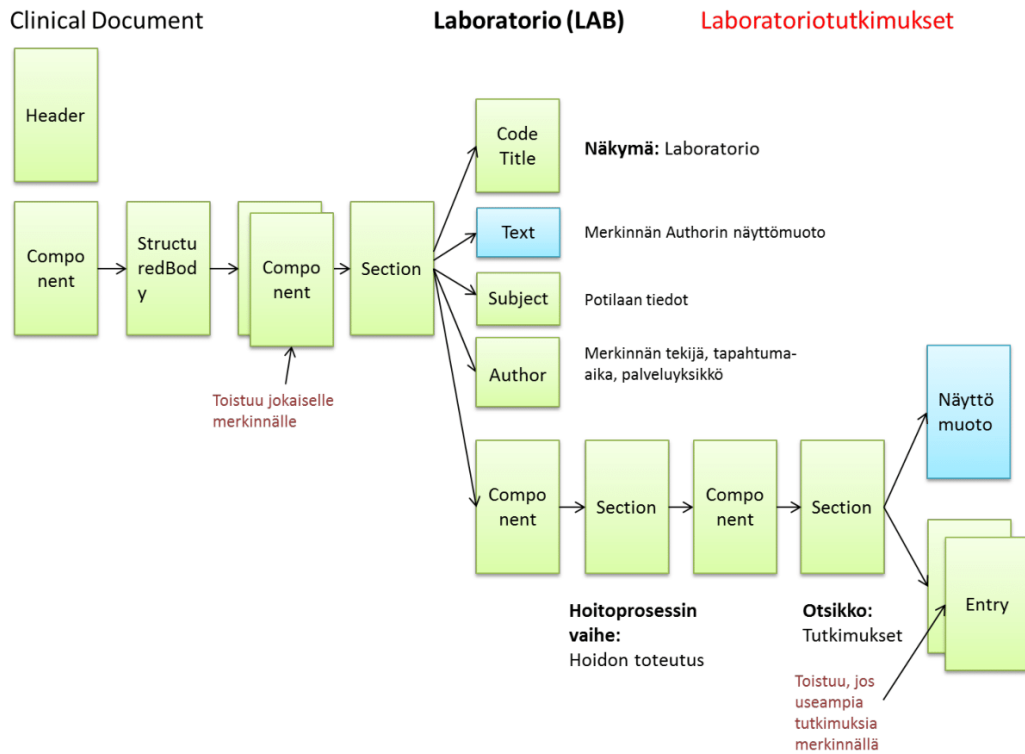 Clinical Document
Laboratorio (LAB)
Laboratoriotutkimukset
Header
Code
Title
Näkymä: Laboratorio
Compo
nent
Structu
redBod
y
Compo
nent
Section
Text
Merkinnän Authorin näyttömuoto
Subject
Potilaan tiedot
Author
Merkinnän tekijä, tapahtuma-
aika, palveluyksikkö
Toistuu jokaiselle
merkinnälle
Näyttö
muoto
Compo
nent
Section
Compo
nent
Section
Entry
Hoitoprosessin
vaihe:
Hoidon toteutus
Otsikko:
Tutkimukset
Toistuu, jos
useampia
tutkimuksia
merkinnällä